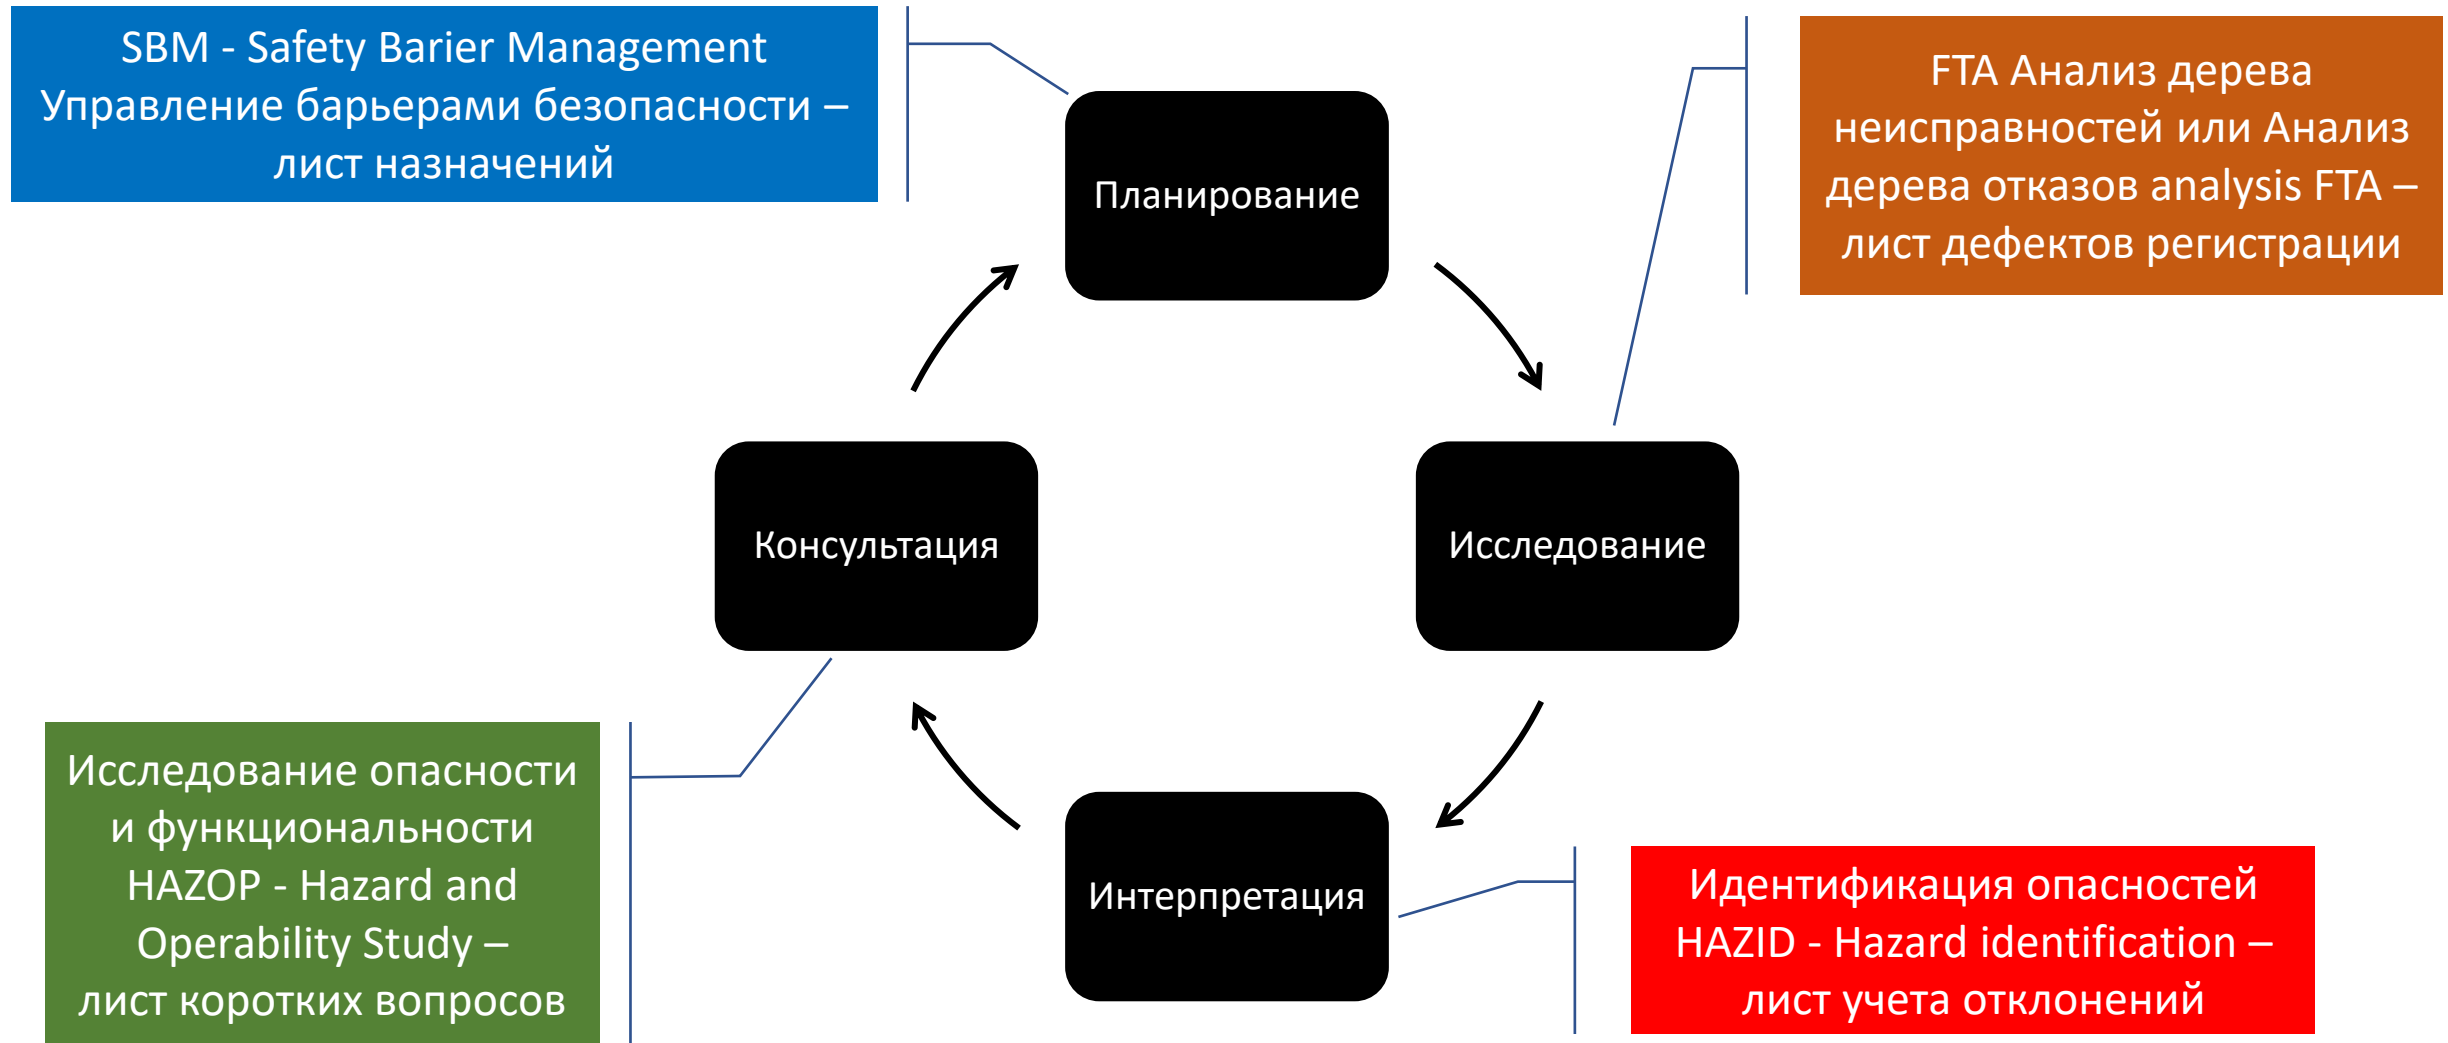 SBM - Safety Barier Management
Управление барьерами безопасности –
лист назначений
FTA Анализ дерева
неисправностей или Анализ
дерева отказов analysis FTA –
лист дефектов регистрации
Планирование
Консультация
Исследование
Интерпретация
Исследование опасности
и функциональности
HAZOP - Hazard and
Operability Study –
лист коротких вопросов
Идентификация опасностей
HAZID - Hazard identification –
лист учета отклонений